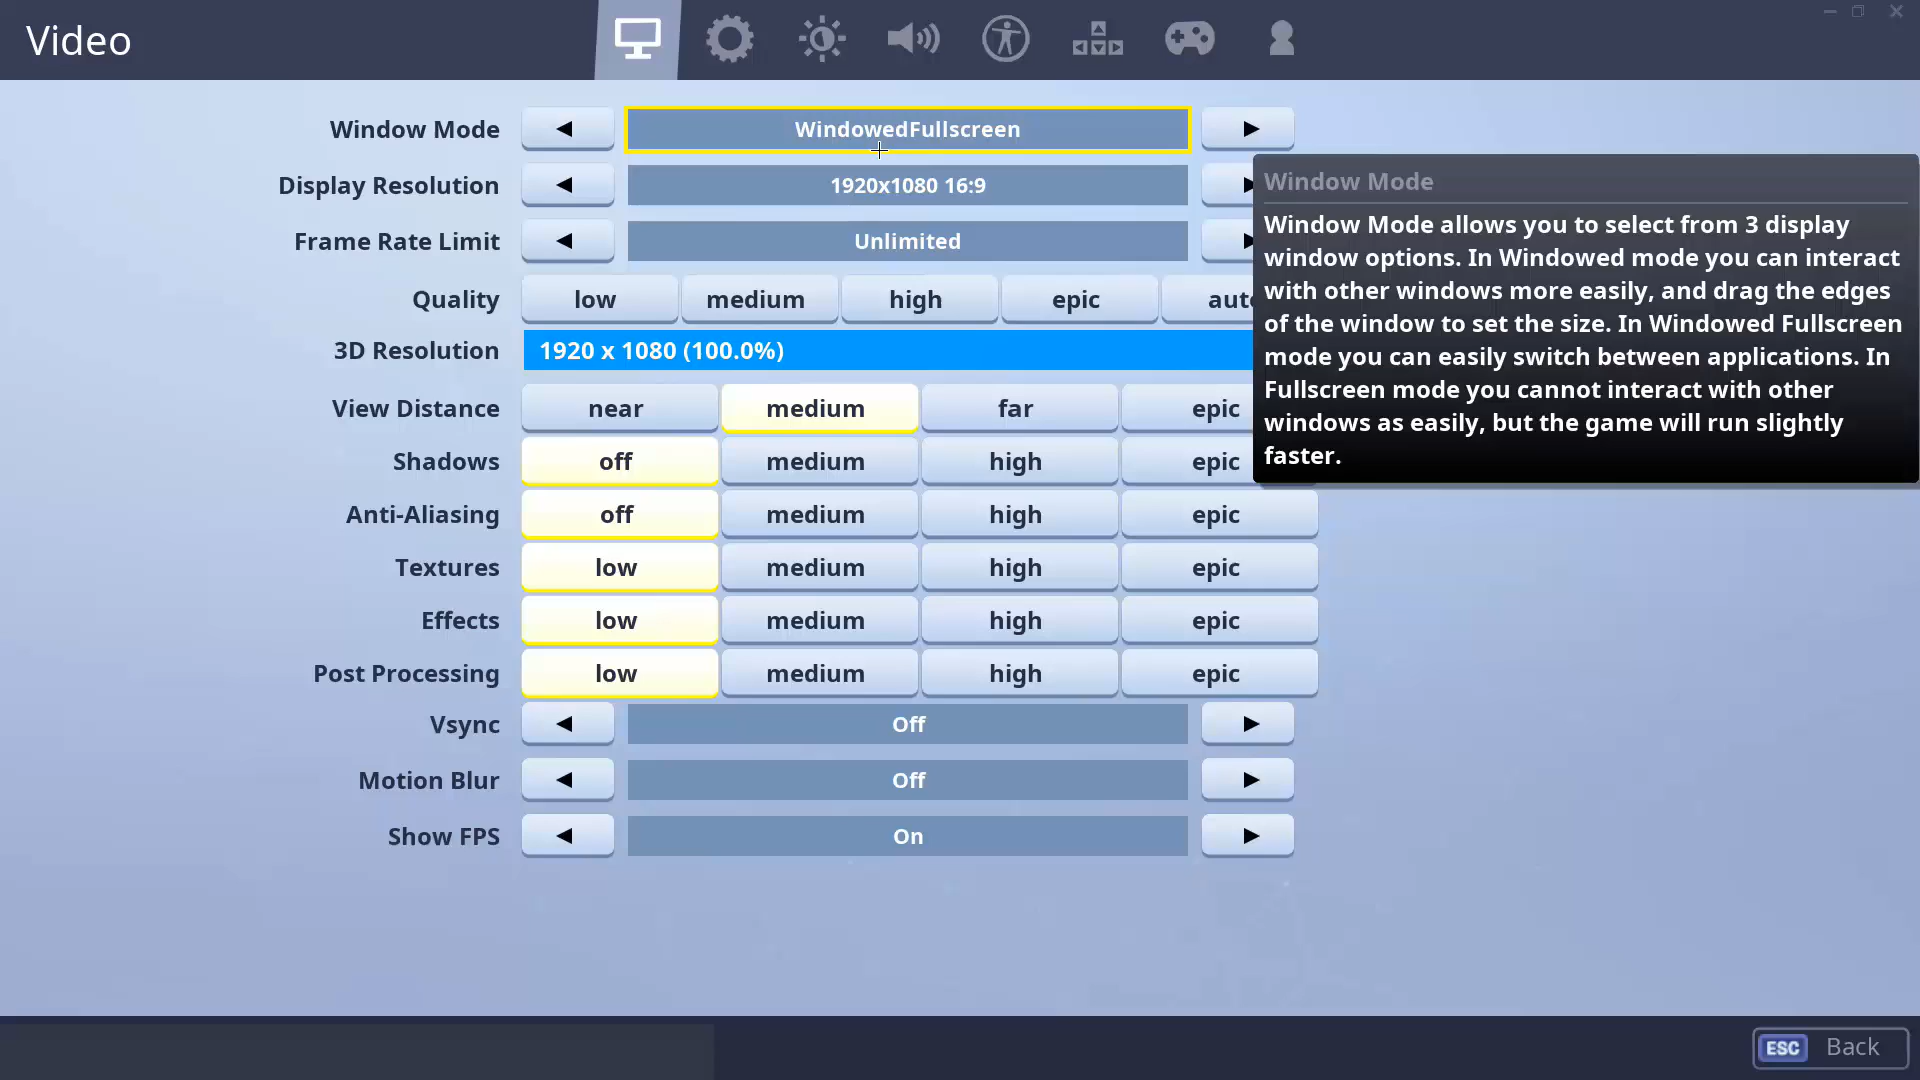 Video
Window Mode ◀ WindowedFullscreen ▶
Display Resolution ◀ 1920x1080 16:9 ▶
Frame Rate Limit ◀ Unlimited ▶
Quality low medium high epic auto
3D Resolution 1920 x 1080 (100.0%)
View Distance near medium far epic
Shadows off medium high epic
Anti-Aliasing off medium high epic
Textures low medium high epic
Effects low medium high epic
Post Processing low medium high epic
Vsync ◀ Off ▶
Motion Blur ◀ Off ▶
Show FPS ◀ On ▶
Window Mode
Window Mode allows you to select from 3 display
window options. In Windowed mode you can interact
with other windows more easily, and drag the edges
of the window to set the size. In Windowed Fullscreen
mode you can easily switch between applications. In
Fullscreen mode you cannot interact with other
windows as easily, but the game will run slightly
faster.
ESC Back